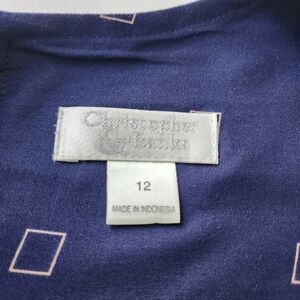 Christopher
& Banks
12
MADE IN INDONESIA